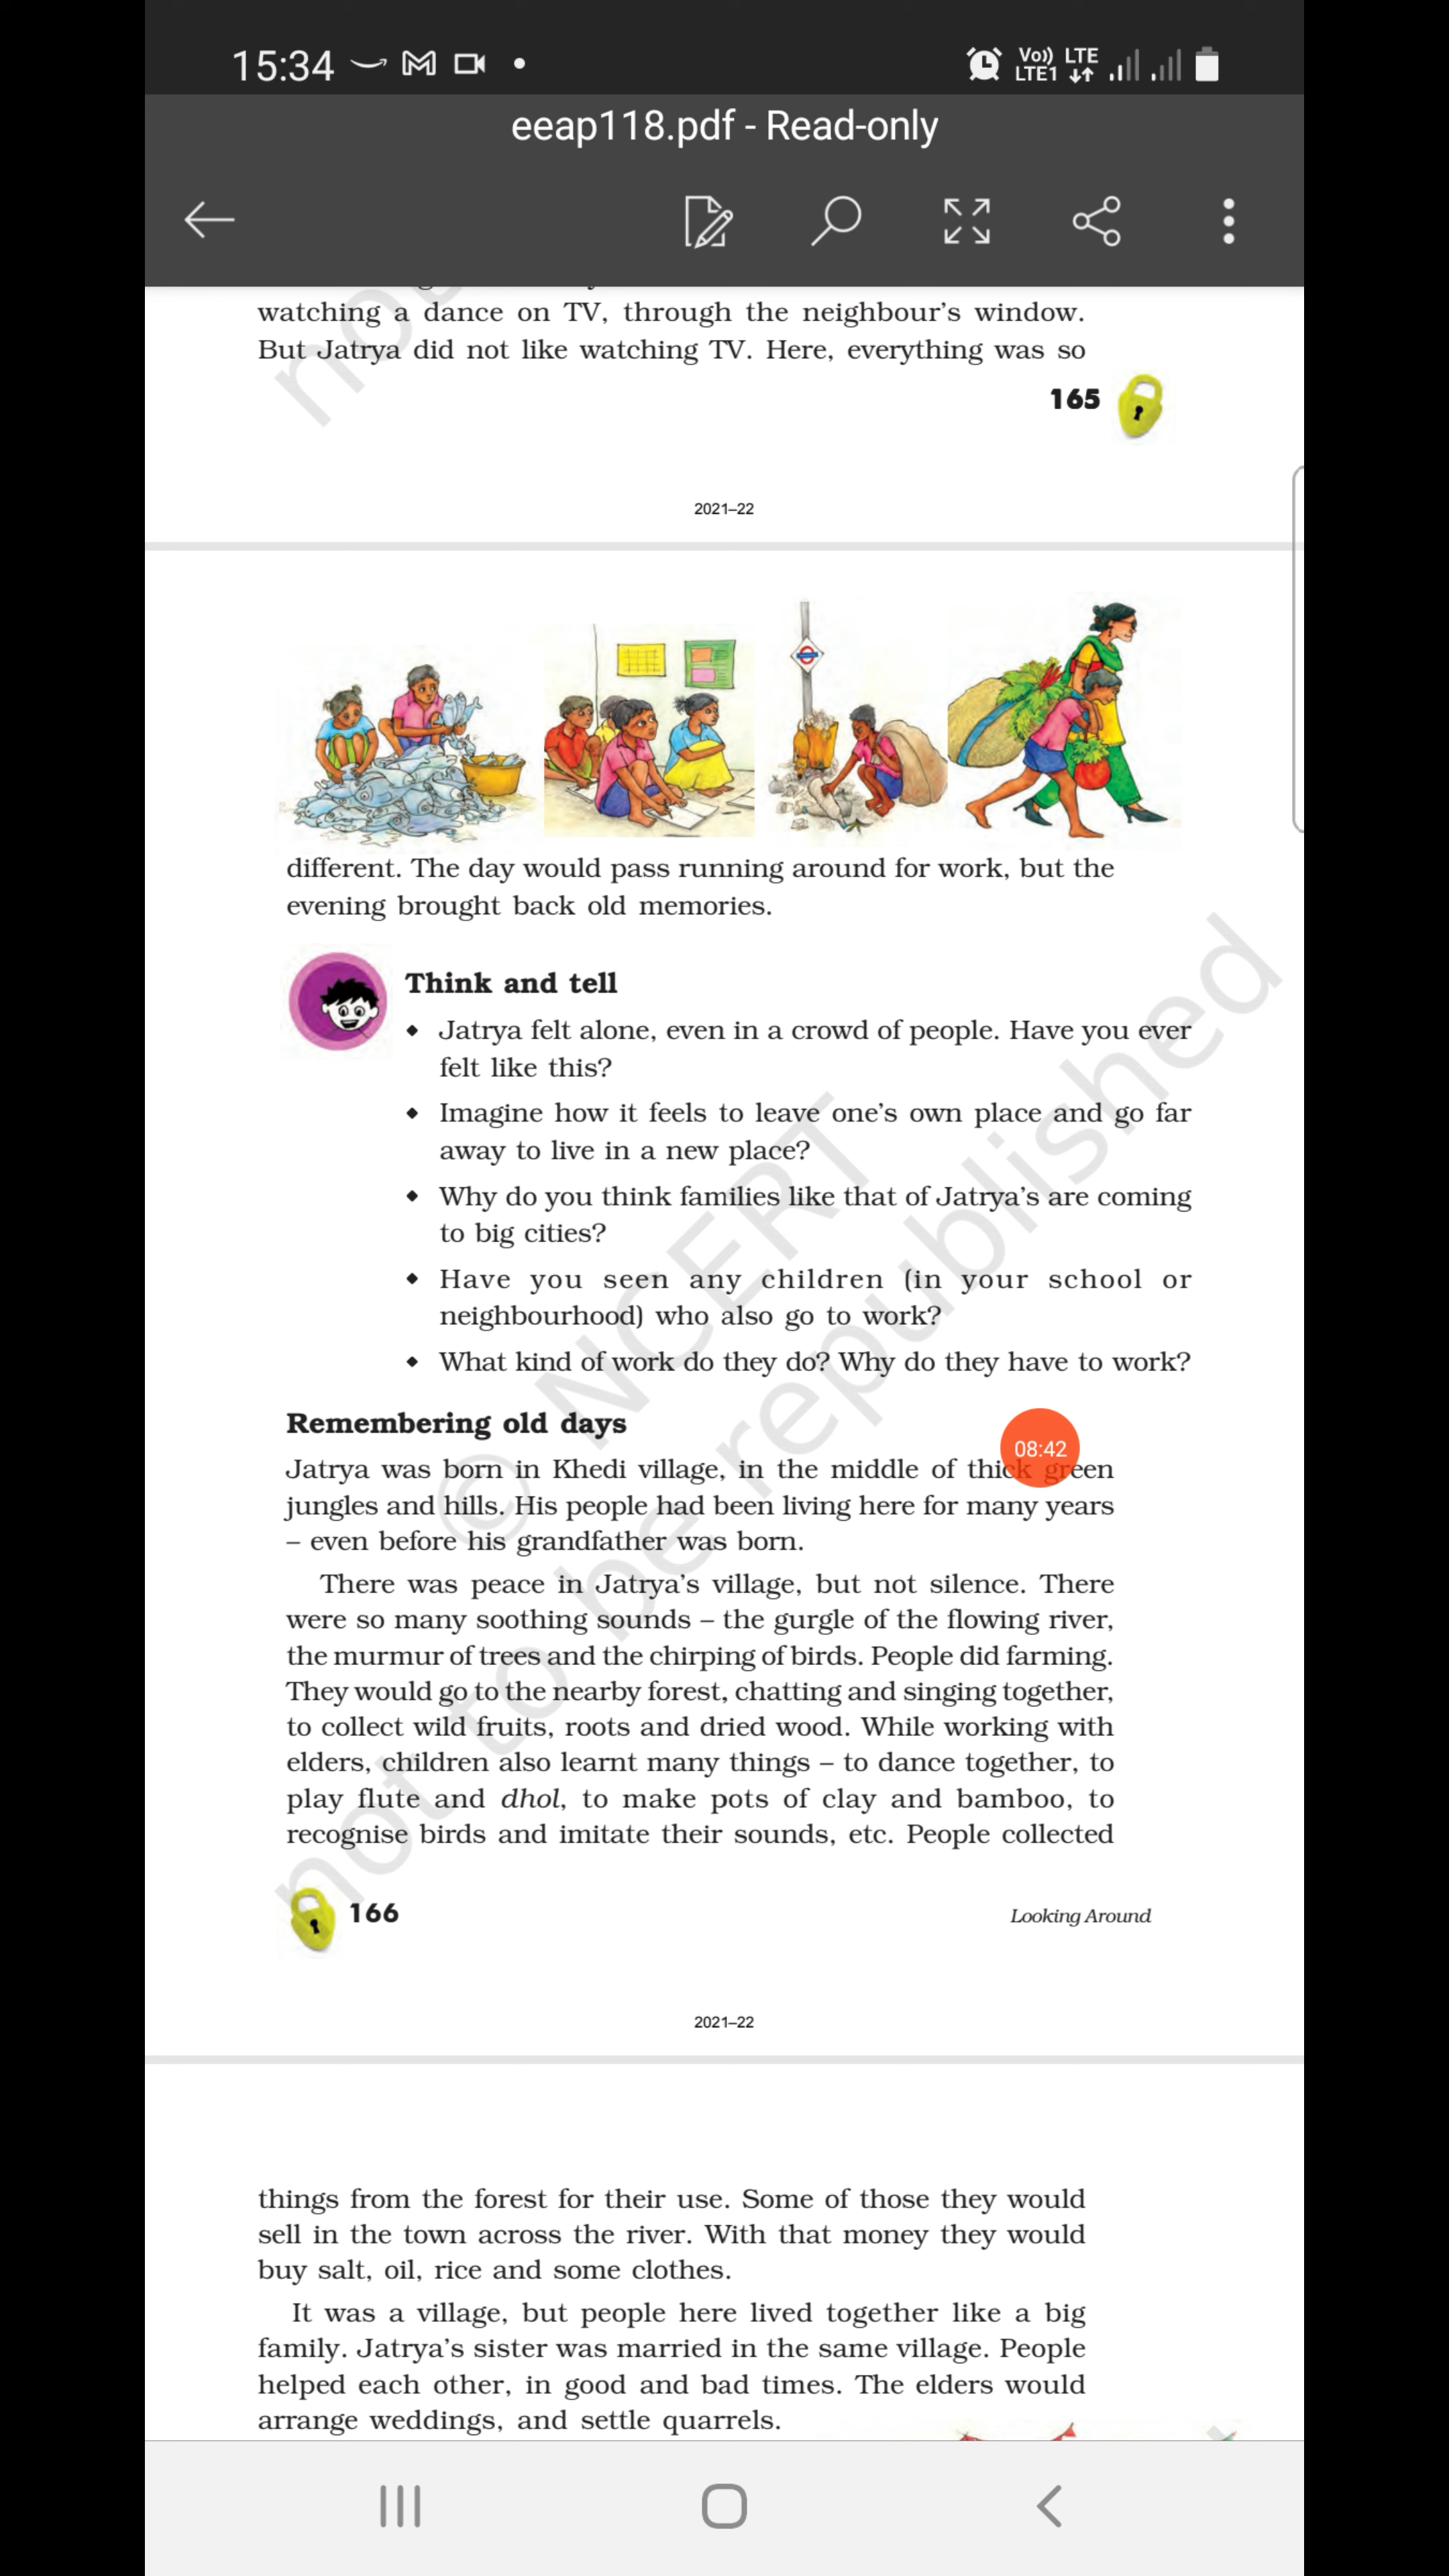 15:34
Vo)) LTE
LTE1
eeap118.pdf - Read-only
watching a dance on TV, through the neighbour's window.
But Jatrya did not like watching TV. Here, everything was so
165
2021–22
different. The day would pass running around for work, but the
evening brought back old memories.
Think and tell
Jatrya felt alone, even in a crowd of people. Have you ever
felt like this?
Imagine how it feels to leave one's own place and go far
away to live in a new place?
Why do you think families like that of Jatrya's are coming
to big cities?
Have you seen any children (in your school or
neighbourhood) who also go to work?
What kind of work do they do? Why do they have to work?
Remembering old days
08:42
Jatrya was born in Khedi village, in the middle of thick green
jungles and hills. His people had been living here for many years
– even before his grandfather was born.
There was peace in Jatrya's village, but not silence. There
were so many soothing sounds – the gurgle of the flowing river,
the murmur of trees and the chirping of birds. People did farming.
They would go to the nearby forest, chatting and singing together,
to collect wild fruits, roots and dried wood. While working with
elders, children also learnt many things – to dance together, to
play flute and dhol, to make pots of clay and bamboo, to
recognise birds and imitate their sounds, etc. People collected
166
Looking Around
2021–22
© NCERT
not to be republished
things from the forest for their use. Some of those they would
sell in the town across the river. With that money they would
buy salt, oil, rice and some clothes.
It was a village, but people here lived together like a big
family. Jatrya's sister was married in the same village. People
helped each other, in good and bad times. The elders would
arrange weddings, and settle quarrels.